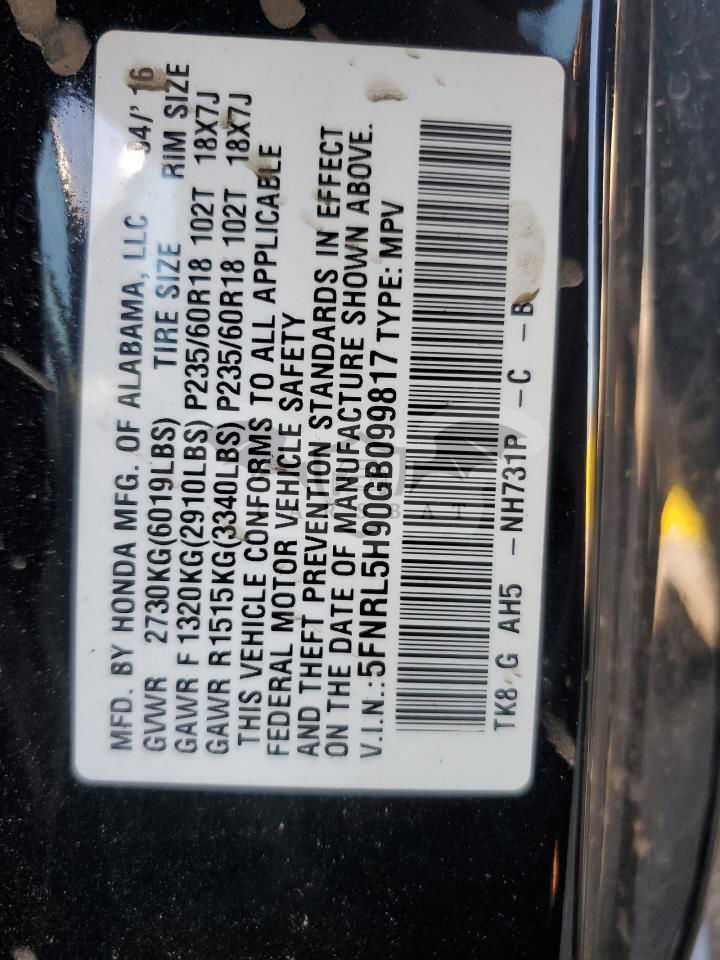 MFD. BY HONDA MFG. OF ALABAMA, LLC 04/' 16
GVWR 2730KG(6019LBS) TIRE SIZE RIM SIZE
GAWR F 1320KG(2910LBS) P235/60R18 102T 18X7J
GAWR R 1515KG(3340LBS) P235/60R18 102T 18X7J
THIS VEHICLE CONFORMS TO ALL APPLICABLE
FEDERAL MOTOR VEHICLE SAFETY
AND THEFT PREVENTION STANDARDS IN EFFECT
ON THE DATE OF MANUFACTURE SHOWN ABOVE.
V.I.N.:5FNRL5H90GB099817 TYPE: MPV
TK8 G AH5 -NH731P -C -B